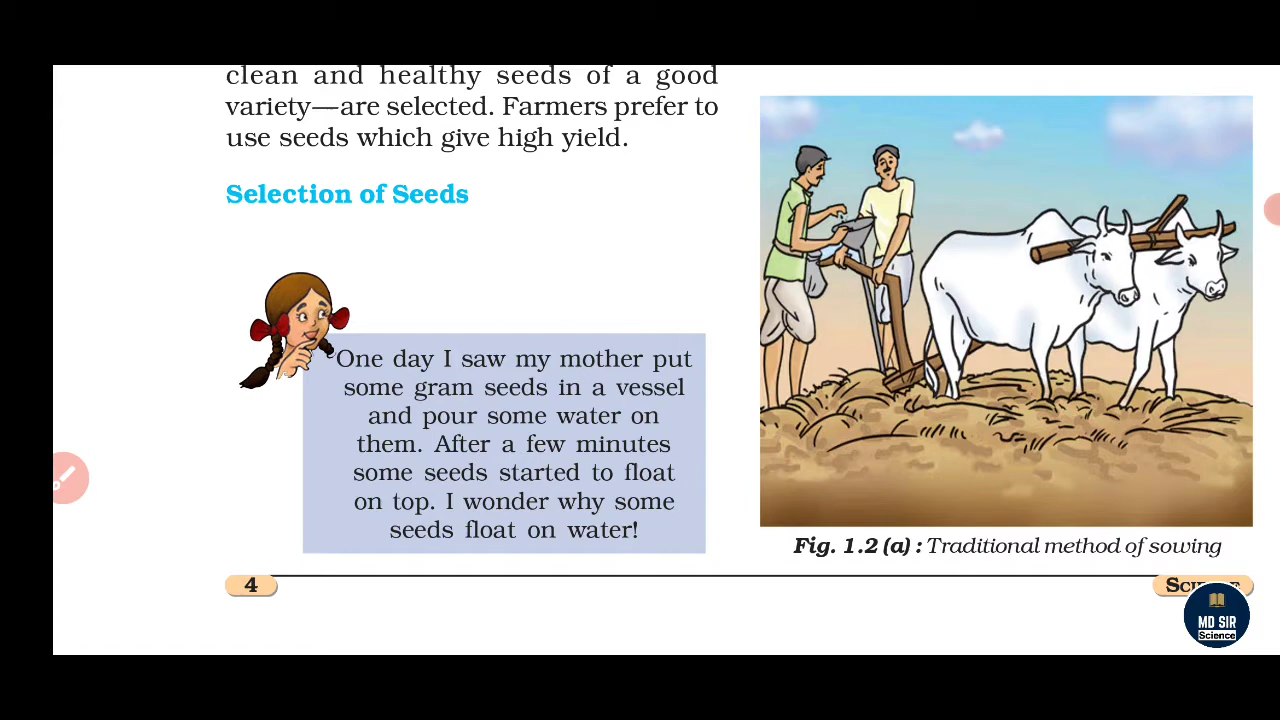 clean and healthy seeds of a good
variety—are selected. Farmers prefer to
use seeds which give high yield.
Selection of Seeds
One day I saw my mother put
some gram seeds in a vessel
and pour some water on
them. After a few minutes
some seeds started to float
on top. I wonder why some
seeds float on water!
Fig. 1.2 (a) : Traditional method of sowing
4
MD SIR
Science